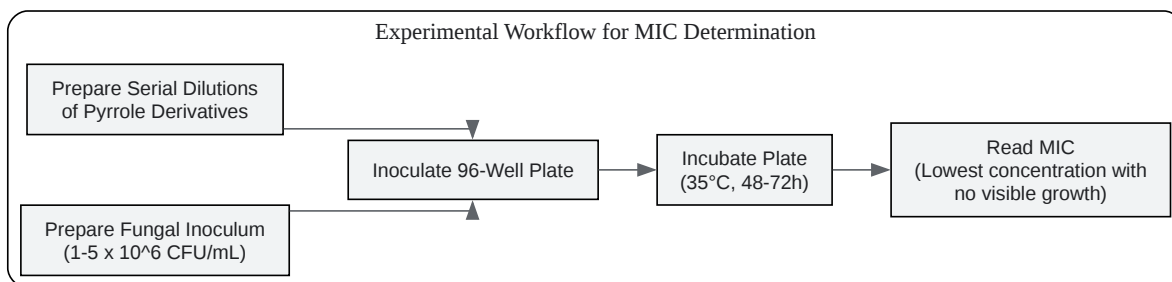 Experimental Workflow for MIC Determination
Prepare Serial Dilutions
of Pyrrole Derivatives
Prepare Fungal Inoculum
(1-5 x 10^6 CFU/mL)
Inoculate 96-Well Plate
Incubate Plate
(35°C, 48-72h)
Read MIC
(Lowest concentration with
no visible growth)